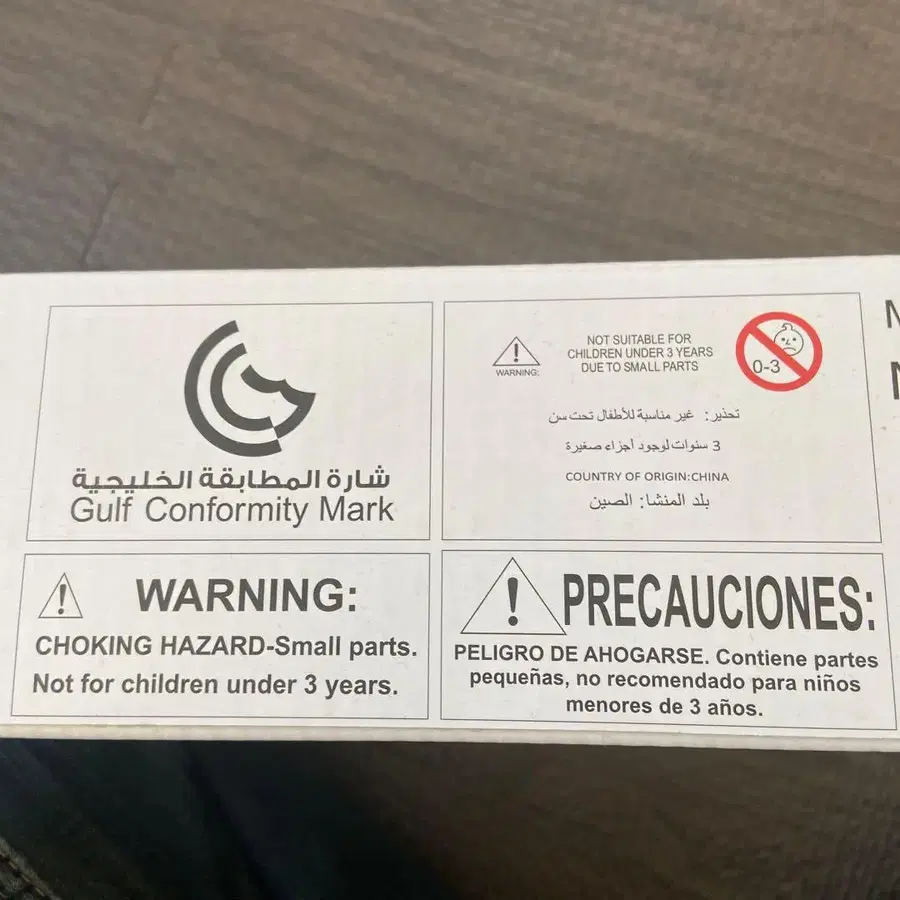 شارة المطابقة الخليجية
Gulf Conformity Mark
WARNING:
NOT SUITABLE FOR
CHILDREN UNDER 3 YEARS
DUE TO SMALL PARTS
0-3
تحذير: غير مناسبة للأطفال تحت سن
3 سنوات لوجود أجزاء صغيرة
COUNTRY OF ORIGIN:CHINA
بلد المنشا: الصين
WARNING:
CHOKING HAZARD-Small parts.
Not for children under 3 years.
PRECAUCIONES:
PELIGRO DE AHOGARSE. Contiene partes
pequeñas, no recomendado para niños
menores de 3 años.